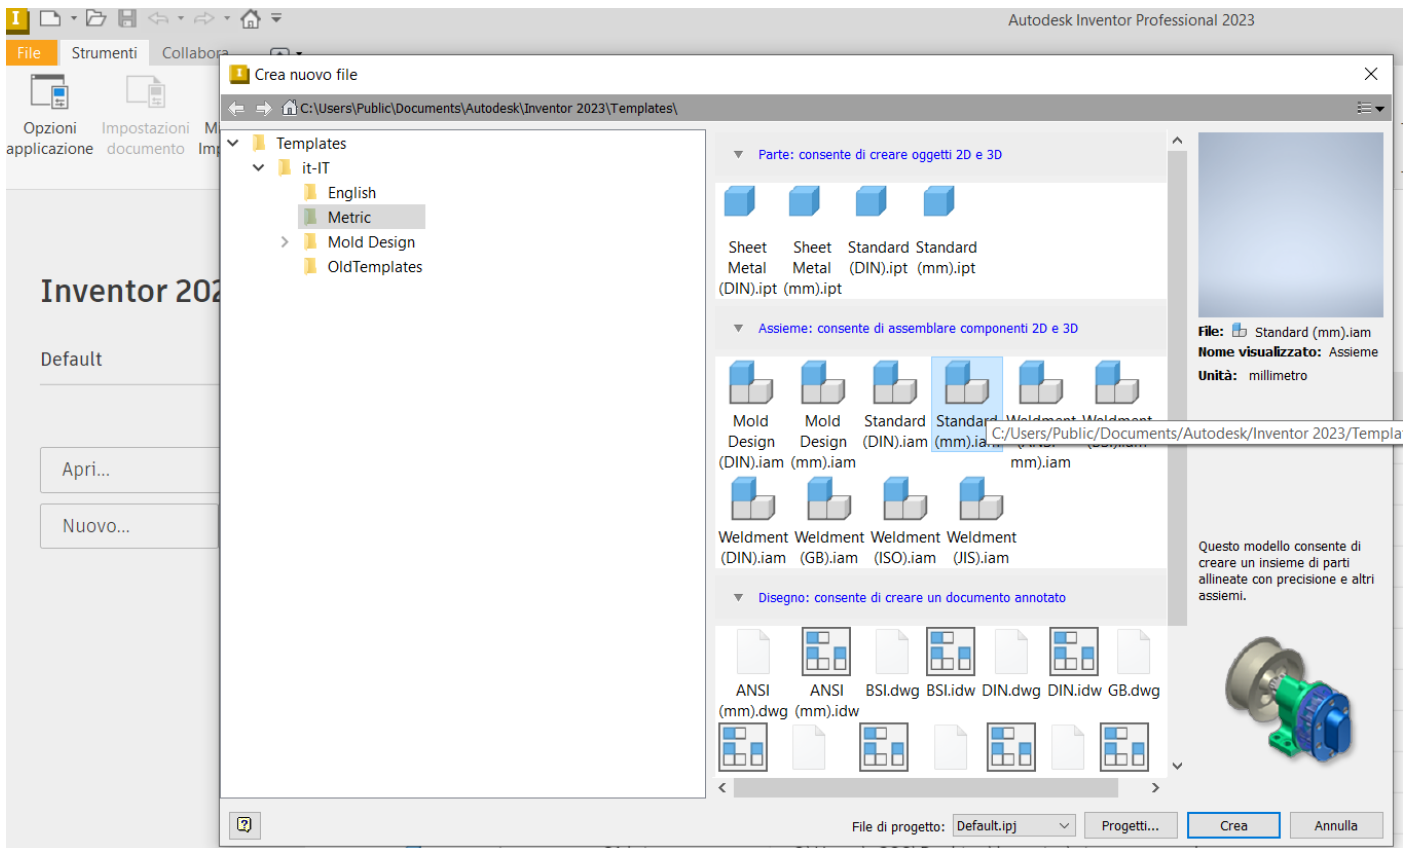 Autodesk Inventor Professional 2023
File Strumenti Collabora
Crea nuovo file
Opzioni applicazione
Impostazioni documento
C:\Users\Public\Documents\Autodesk\Inventor 2023\Templates\
Templates
it-IT
English
Metric
Mold Design
OldTemplates
Inventor 202
Default
Apri...
Nuovo...
Parte: consente di creare oggetti 2D e 3D
Sheet Metal (DIN).ipt
Sheet Metal (mm).ipt
Standard (DIN).ipt
Standard (mm).ipt
Assieme: consente di assemblare componenti 2D e 3D
Mold Design (DIN).iam
Mold Design (mm).iam
Standard (DIN).iam
Standard (mm).iam
Weldment
mm).iam
Weldment
C:/Users/Public/Documents/Autodesk/Inventor 2023/Templa
Weldment (DIN).iam
Weldment (GB).iam
Weldment (ISO).iam
Weldment (JIS).iam
Disegno: consente di creare un documento annotato
ANSI (mm).dwg
ANSI (mm).idw
BSI.dwg
BSI.idw
DIN.dwg
DIN.idw
GB.dwg
File: Standard (mm).iam
Nome visualizzato: Assieme
Unità: millimetro
Questo modello consente di
creare un insieme di parti
allineate con precisione e altri
assiemi.
File di progetto: Default.ipj
Progetti...
Crea
Annulla